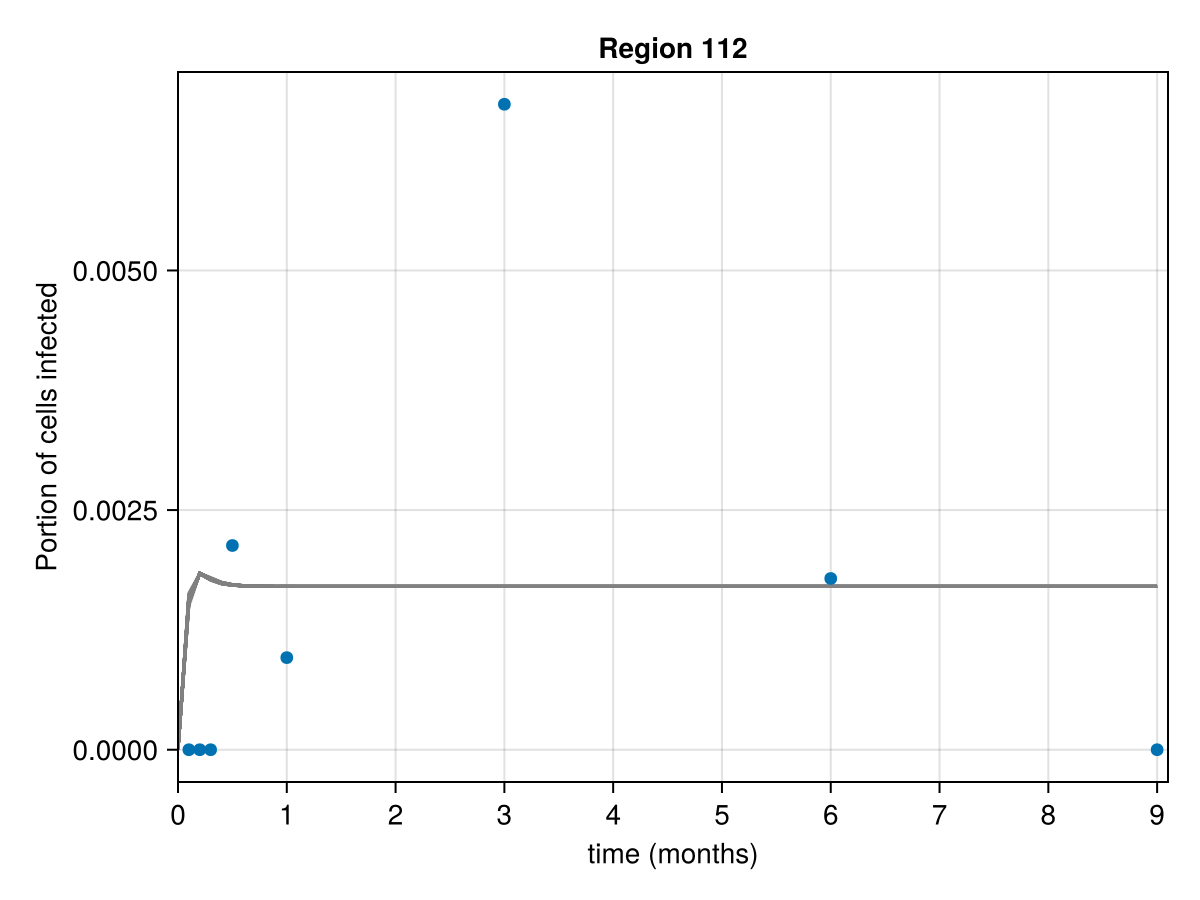 Region 112
Portion of cells infected
0.0050
0.0025
0.0000
0 1 2 3 4 5 6 7 8 9
time (months)